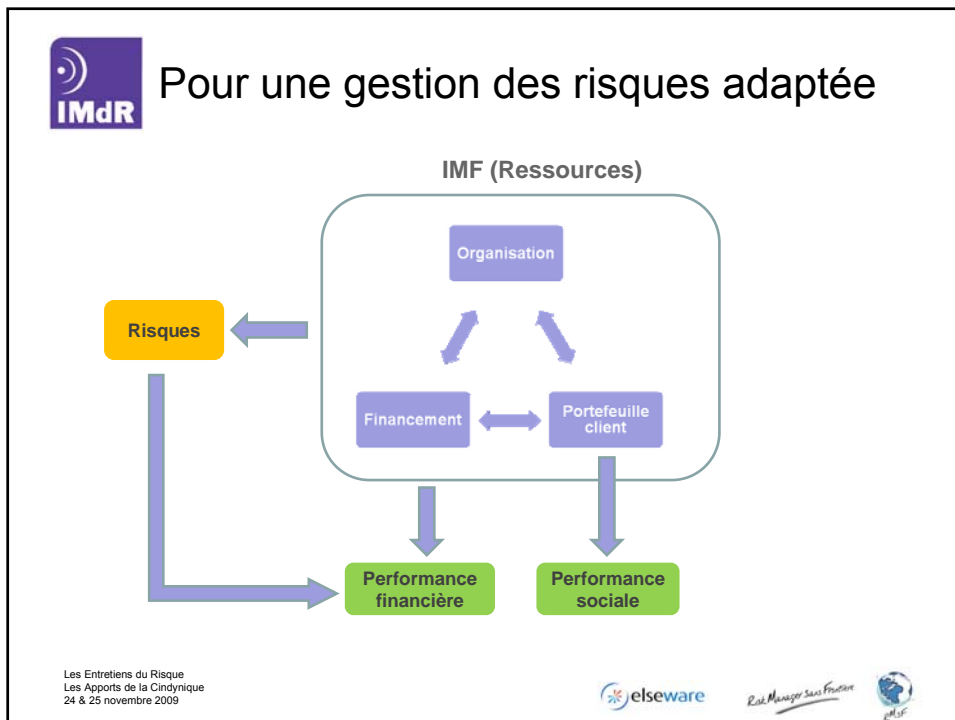 IMdR
Pour une gestion des risques adaptée
IMF (Ressources)
Organisation
Risques
Financement
Portefeuille
client
Performance
financière
Performance
sociale
Les Entretiens du Risque
Les Apports de la Cindynique
24 & 25 novembre 2009
elseware
Risk Manager Sans Frontière
RMSF